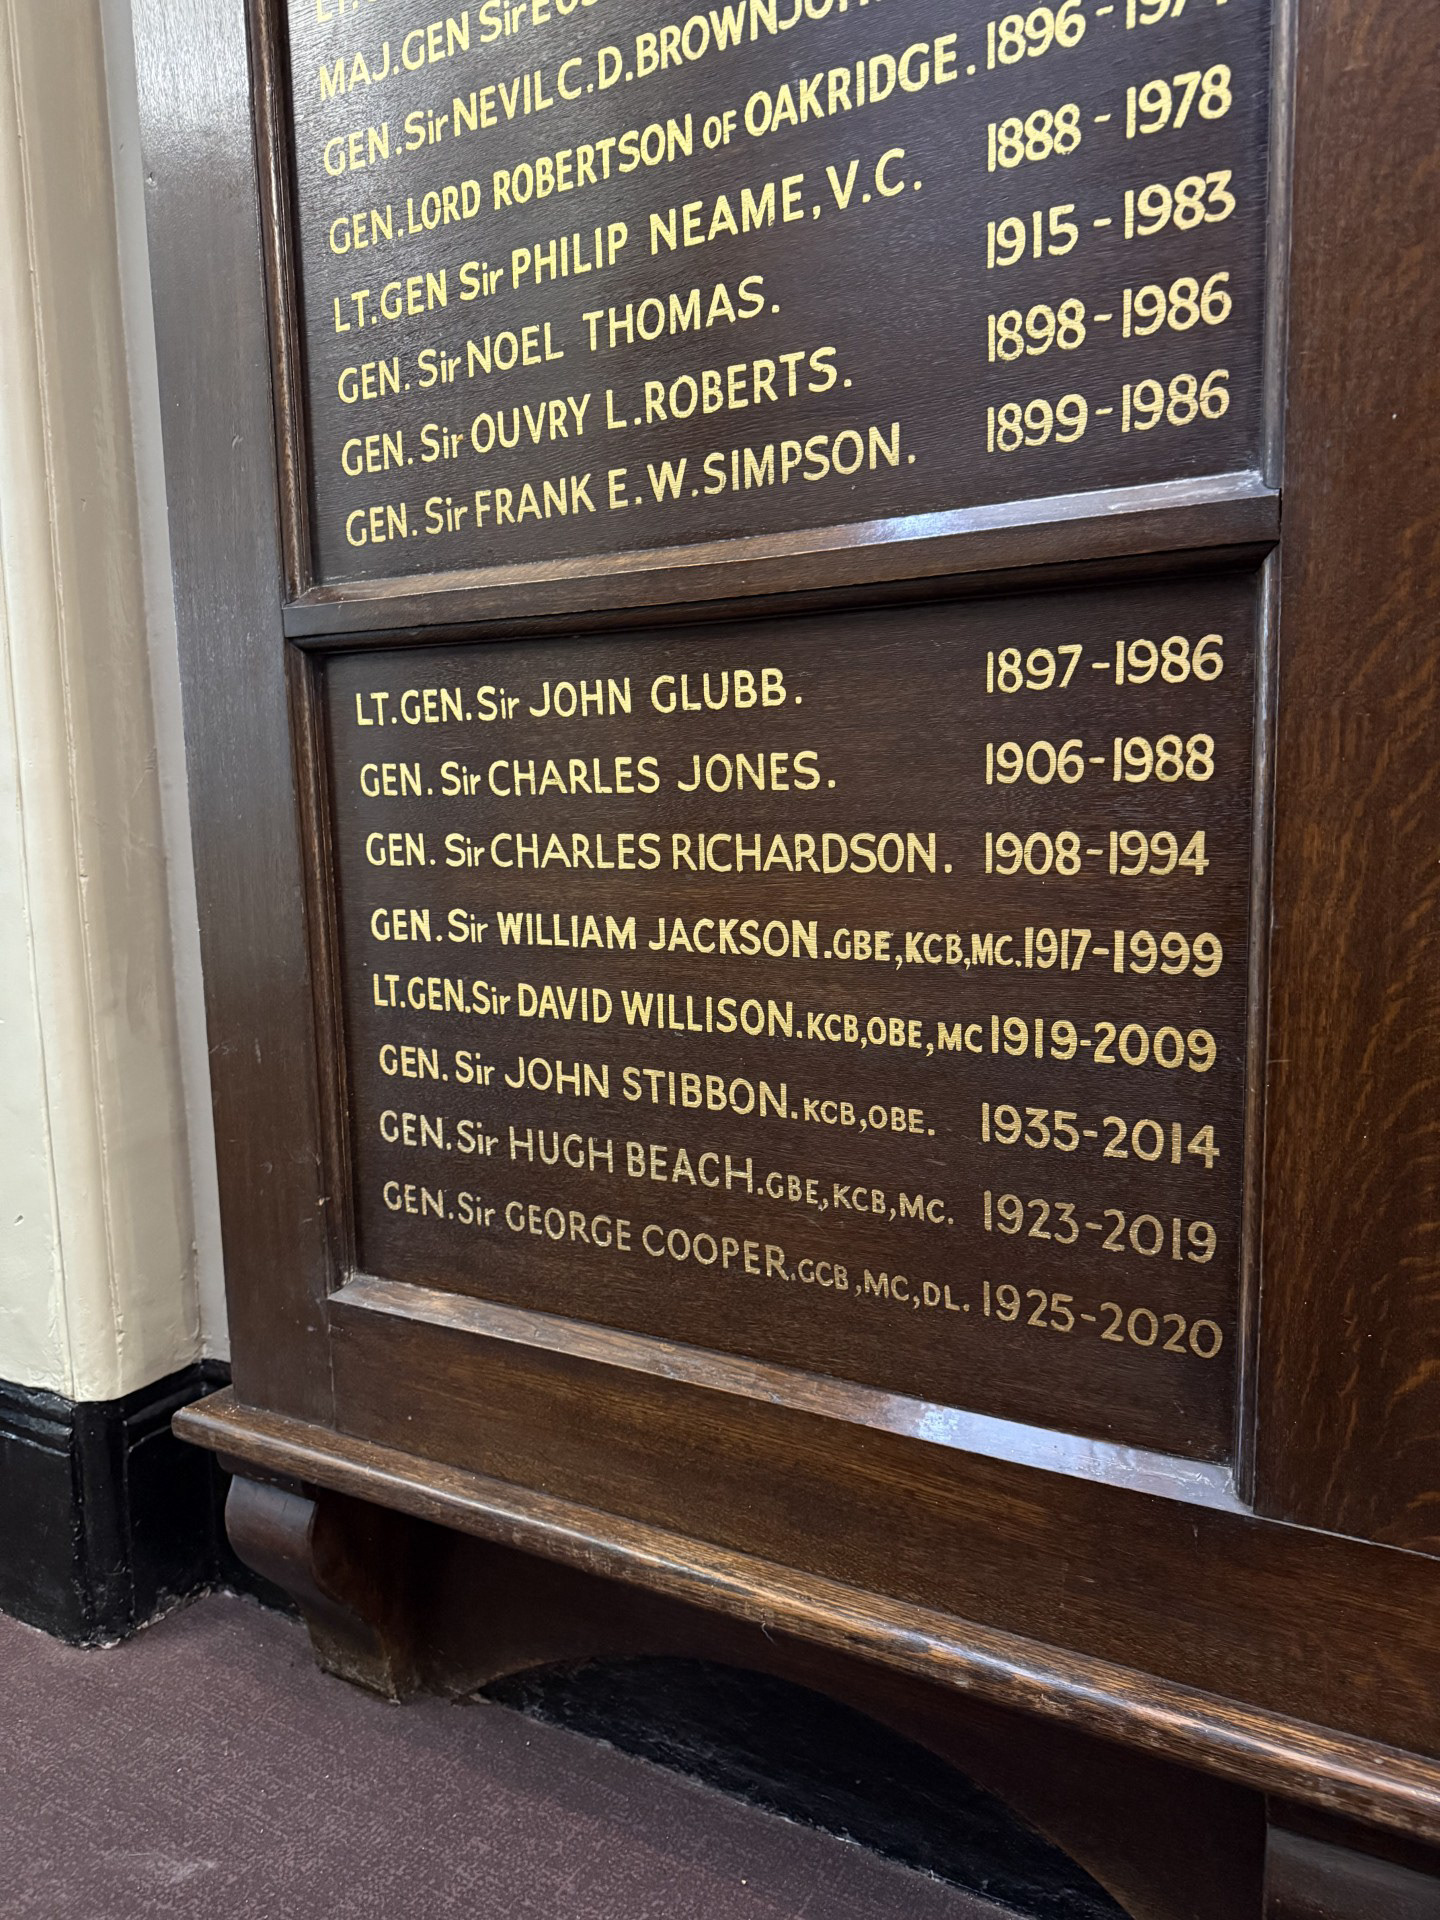 MAJ.GEN Sir
GEN. Sir NEVIL C.D.
GEN. LORD ROBERTSON OF OAKRIDGE. 1896 -
LT.GEN Sir PHILIP NEAME, V.C. 1888 - 1978
GEN. Sir NOEL THOMAS. 1915 - 1983
GEN. Sir OUVRY L. ROBERTS. 1898 - 1986
GEN. Sir FRANK E.W. SIMPSON. 1899 - 1986
LT.GEN. Sir JOHN GLUBB. 1897 - 1986
GEN. Sir CHARLES JONES. 1906 - 1988
GEN. Sir CHARLES RICHARDSON. 1908 - 1994
GEN. Sir WILLIAM JACKSON. GBE, KCB, MC. 1917 - 1999
LT.GEN. Sir DAVID WILLISON. KCB, OBE, MC 1919 - 2009
GEN. Sir JOHN STIBBON. KCB, OBE. 1935 - 2014
GEN. Sir HUGH BEACH. GBE, KCB, MC. 1923 - 2019
GEN. Sir GEORGE COOPER. GCB, MC, DL. 1925 - 2020